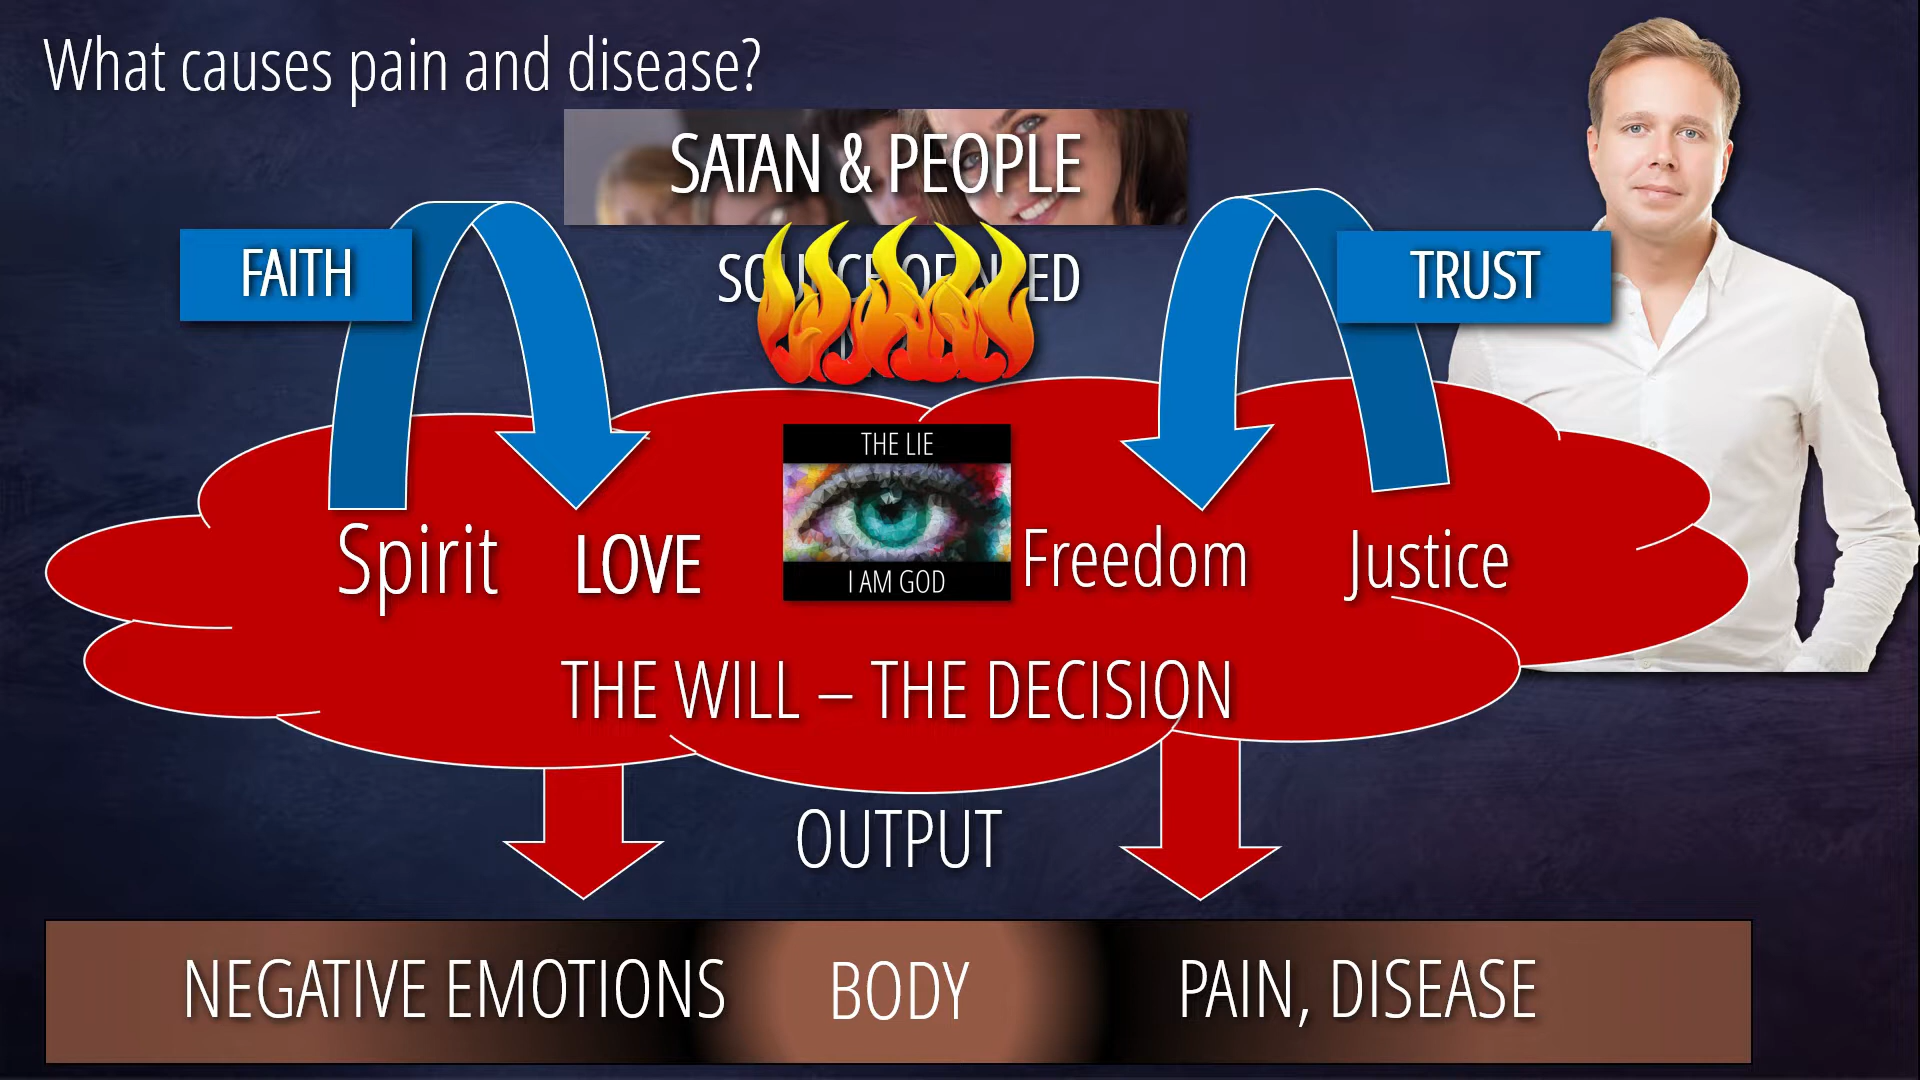 What causes pain and disease?
SATAN & PEOPLE
FAITH
TRUST
THE LIE
I AM GOD
Spirit LOVE Freedom Justice
THE WILL – THE DECISION
OUTPUT
NEGATIVE EMOTIONS BODY PAIN, DISEASE